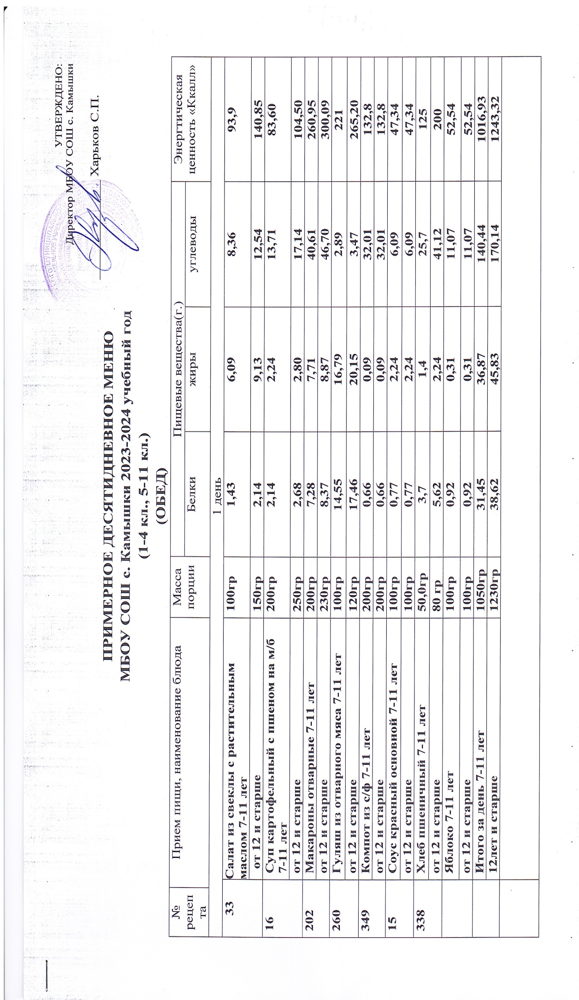 УТВЕРЖДЕНО:
Директор МБОУ СОШ с. Камышки
Харьков С.П.
ПРИМЕРНОЕ ДЕСЯТИДНЕВНОЕ МЕНЮ
МБОУ СОШ с. Камышки 2023-2024 учебный год
(1-4 кл., 5-11 кл.)
(ОБЕД)
№ рецеп та Прием пищи, наименование блюда Масса порции Пищевые вещества(г.) Энергтическая ценность «Ккалл»
Белки жиры углеводы
1 день
33 Салат из свеклы с растительным 100гр 1,43 6,09 8,36 93,9
маслом 7-11 лет
от 12 и старше 150гр 2,14 9,13 12,54 140,85
16 Суп картофельный с пшеном на м/б 200гр 2,14 2,24 13,71 83,60
7-11 лет
от 12 и старше 250гр 2,68 2,80 17,14 104,50
202 Макароны отварные 7-11 лет 200гр 7,28 7,71 40,61 260,95
от 12 и старше 230гр 8,37 8,87 46,70 300,09
260 Гуляш из отварного мяса 7-11 лет 100гр 14,55 16,79 2,89 221
от 12 и старше 120гр 17,46 20,15 3,47 265,20
349 Компот из с/ф 7-11 лет 200гр 0,66 0,09 32,01 132,8
от 12 и старше 200гр 0,66 0,09 32,01 132,8
15 Соус красный основной 7-11 лет 100гр 0,77 2,24 6,09 47,34
от 12 и старше 100гр 0,77 2,24 6,09 47,34
338 Хлеб пшеничный 7-11 лет 50,0гр 3,7 1,4 25,7 125
от 12 и старше 80 гр 5,62 2,24 41,12 200
Яблоко 7-11 лет 100гр 0,92 0,31 11,07 52,54
от 12 и старше 100гр 0,92 0,31 11,07 52,54
Итого за день 7-11 лет 1050гр 31,45 36,87 140,44 1016,93
12лет и старше 1230гр 38,62 45,83 170,14 1243,32